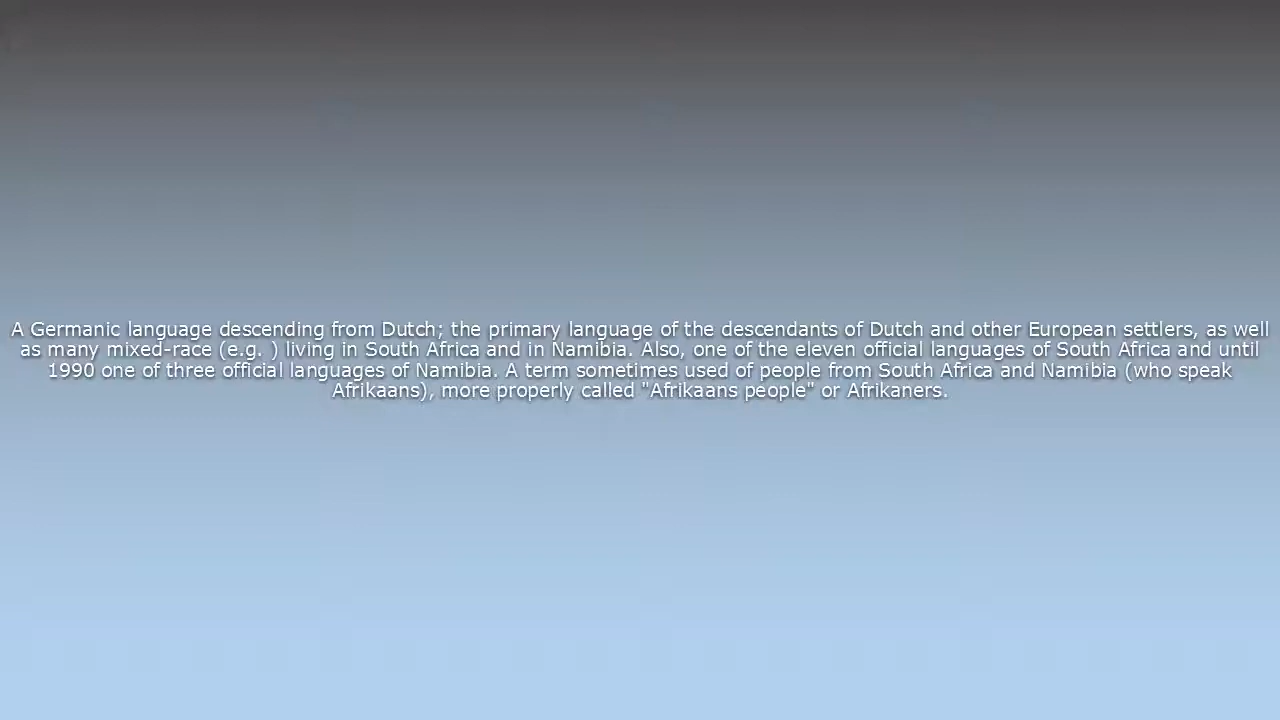 A Germanic language descending from Dutch; the primary language of the descendants of Dutch and other European settlers, as well
as many mixed-race (e.g. ) living in South Africa and in Namibia. Also, one of the eleven official languages of South Africa and until
1990 one of three official languages of Namibia. A term sometimes used of people from South Africa and Namibia (who speak
Afrikaans), more properly called "Afrikaans people" or Afrikaners.